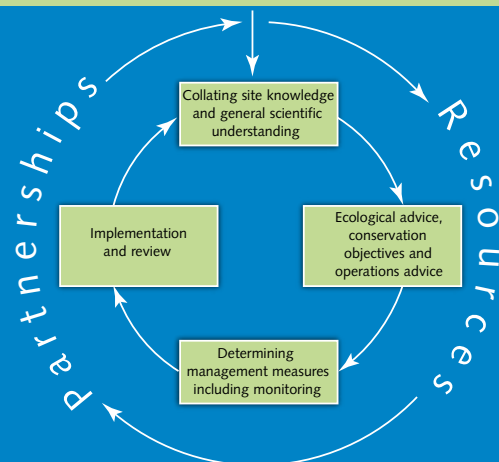 Collating site knowledge
and general scientific
understanding
Partnerships
Resources
Implementation
and review
Ecological advice,
conservation
objectives and
operations advice
Determining
management measures
including monitoring